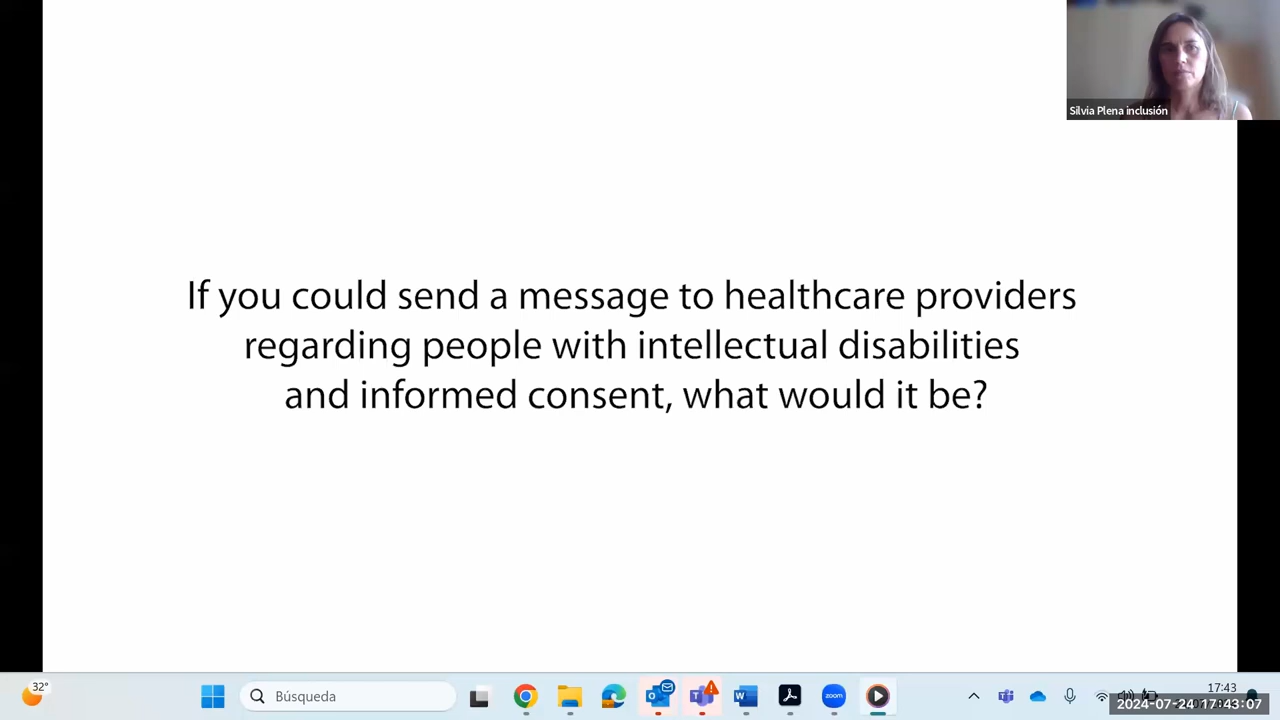 Silvia Plena inclusión
If you could send a message to healthcare providers
regarding people with intellectual disabilities
and informed consent, what would it be?
32°
Búsqueda
zoom
17:43
2024-07-24 17:43:07